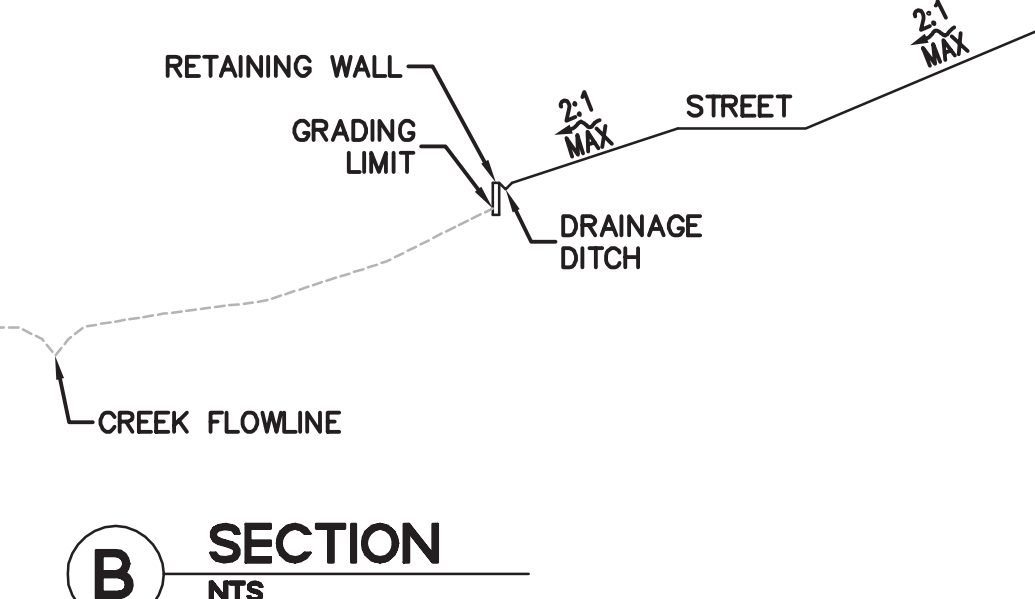 2:1
MAX
RETAINING WALL
STREET
2:1
MAX
GRADING
LIMIT
DRAINAGE
DITCH
CREEK FLOWLINE
B
SECTION
NTS